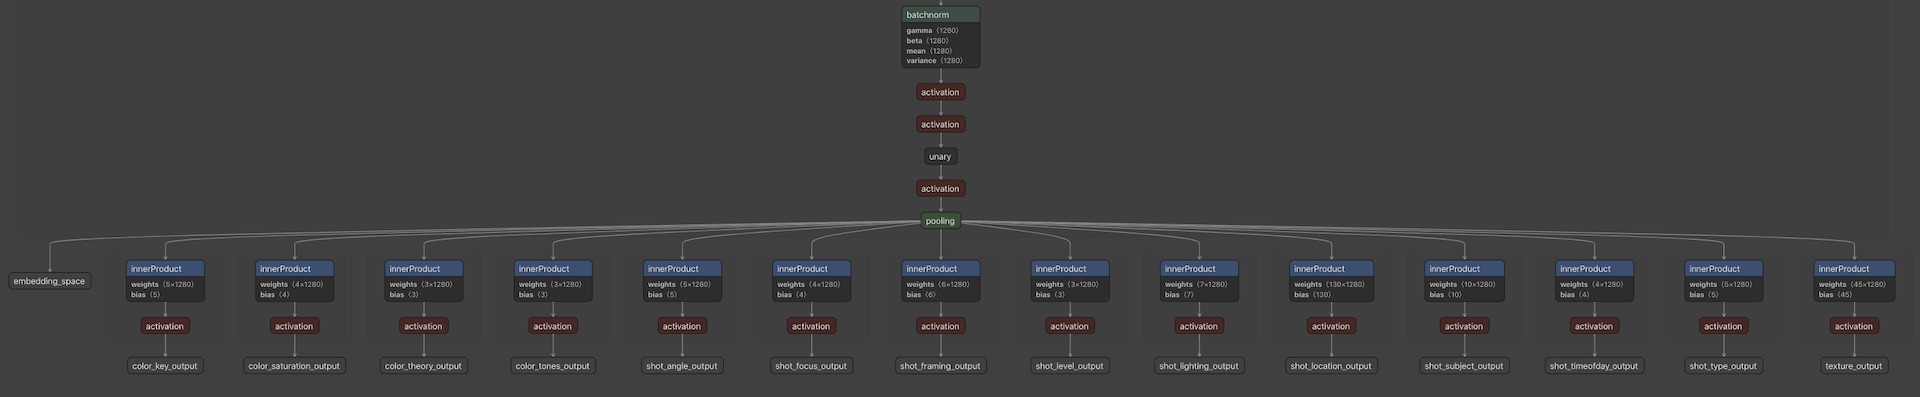 batchnorm
gamma ⟨1280⟩
beta ⟨1280⟩
mean ⟨1280⟩
variance ⟨1280⟩
activation
activation
unary
activation
pooling
embedding_space
innerProduct innerProduct innerProduct innerProduct innerProduct innerProduct innerProduct innerProduct innerProduct innerProduct innerProduct innerProduct innerProduct innerProduct
weights ⟨5×1280⟩ weights ⟨4×1280⟩ weights ⟨3×1280⟩ weights ⟨3×1280⟩ weights ⟨5×1280⟩ weights ⟨4×1280⟩ weights ⟨6×1280⟩ weights ⟨3×1280⟩ weights ⟨7×1280⟩ weights ⟨130×1280⟩ weights ⟨10×1280⟩ weights ⟨4×1280⟩ weights ⟨5×1280⟩ weights ⟨45×1280⟩
bias ⟨5⟩ bias ⟨4⟩ bias ⟨3⟩ bias ⟨3⟩ bias ⟨5⟩ bias ⟨4⟩ bias ⟨6⟩ bias ⟨3⟩ bias ⟨7⟩ bias ⟨130⟩ bias ⟨10⟩ bias ⟨4⟩ bias ⟨5⟩ bias ⟨45⟩
activation activation activation activation activation activation activation activation activation activation activation activation activation activation
color_key_output color_saturation_output color_theory_output color_tones_output shot_angle_output shot_focus_output shot_framing_output shot_level_output shot_lighting_output shot_location_output shot_subject_output shot_timeofday_output shot_type_output texture_output